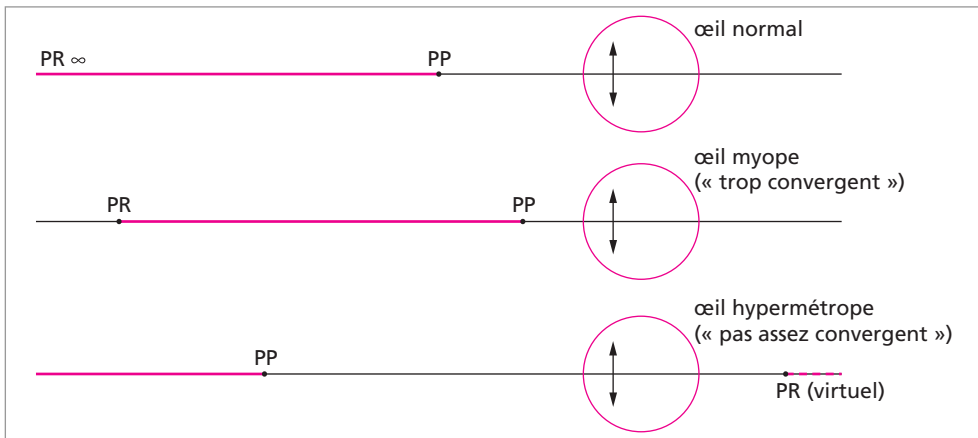 œil normal
PR ∞
PP
œil myope
(« trop convergent »)
PR
PP
œil hypermétrope
(« pas assez convergent »)
PP
PR (virtuel)